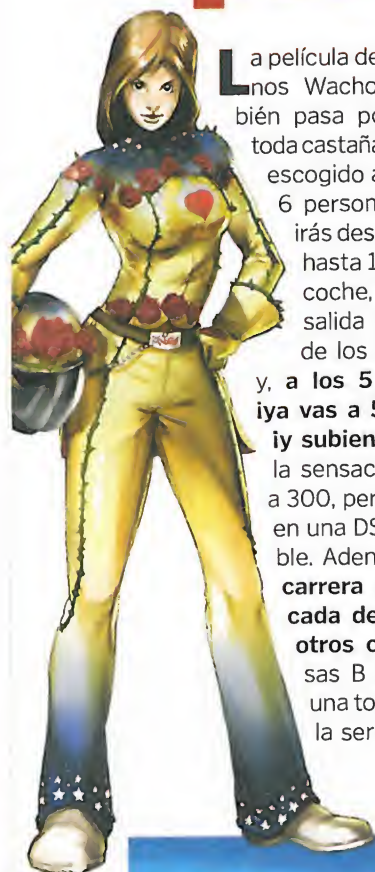 La película de
nos Wacho
bién pasa po
toda castaña
escogido a
6 person
irás des
hasta 1
coche,
salida
de los
y, a los 5
¡ya vas a 5
¡y subien
la sensac
a 300, per
en una DS
ble. Aden
carrera
cada de
otros c
sas B
una to
la ser